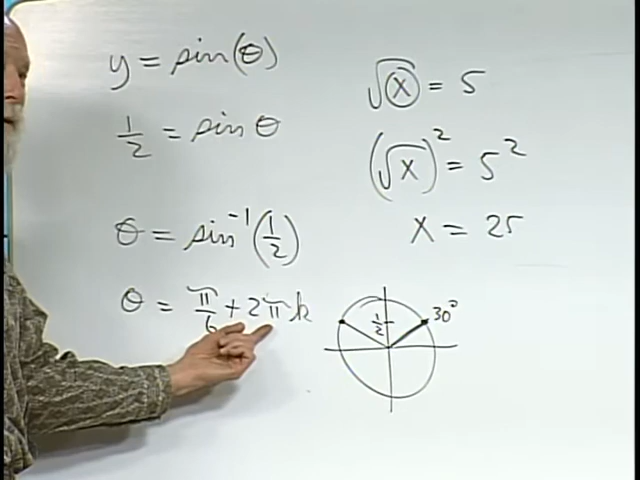 y = sin(θ)
1/2 = sin θ
θ = sin⁻¹(1/2)
θ = π/6 + 2πk
√x = 5
(√x)² = 5²
x = 25
1/2
30°